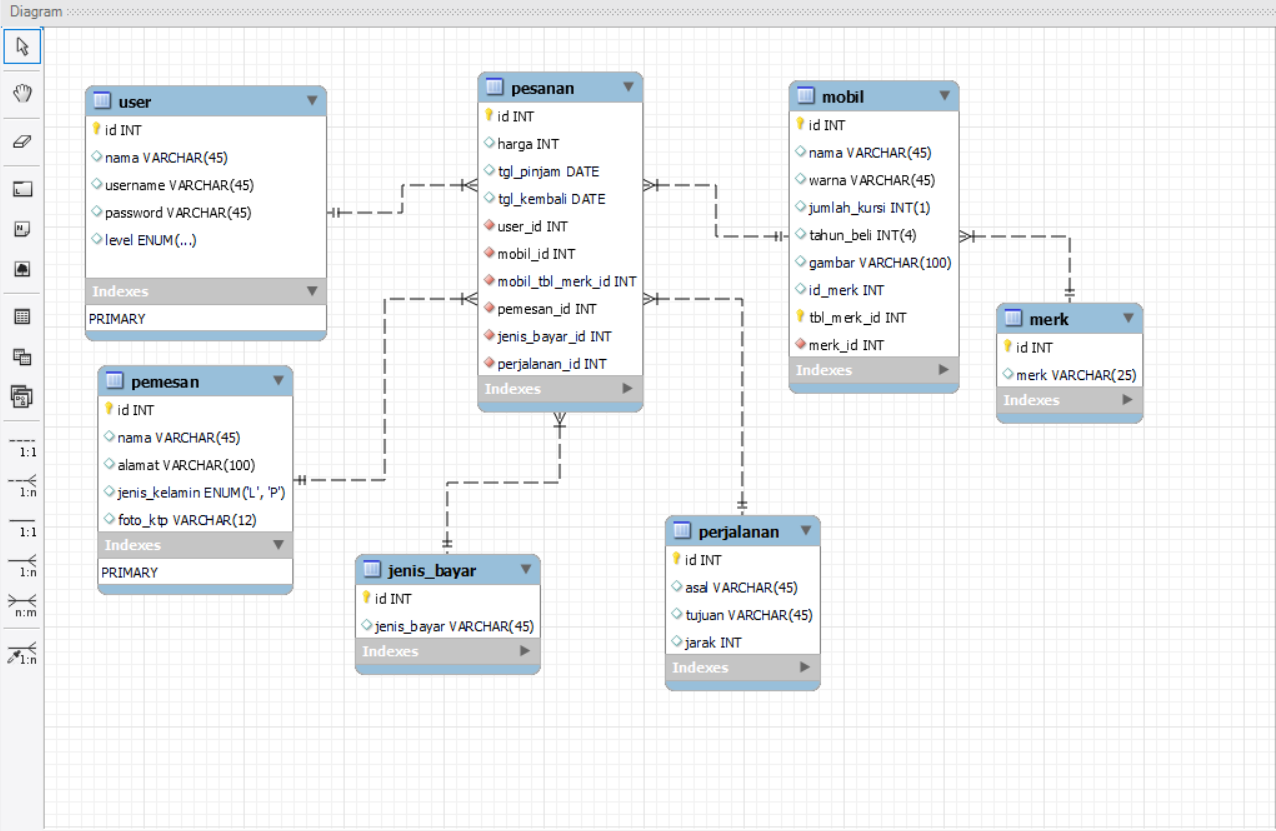 Diagram
user
id INT
nama VARCHAR(45)
username VARCHAR(45)
password VARCHAR(45)
level ENUM(...)
Indexes
PRIMARY
pemesan
id INT
nama VARCHAR(45)
alamat VARCHAR(100)
jenis_kelamin ENUM('L', 'P')
foto_ktp VARCHAR(12)
Indexes
PRIMARY
pesanan
id INT
harga INT
tgl_pinjam DATE
tgl_kembali DATE
user_id INT
mobil_id INT
mobil_tbl_merk_id INT
pemesan_id INT
jenis_bayar_id INT
perjalanan_id INT
Indexes
jenis_bayar
id INT
jenis_bayar VARCHAR(45)
Indexes
mobil
id INT
nama VARCHAR(45)
warna VARCHAR(45)
jumlah_kursi INT(1)
tahun_beli INT(4)
gambar VARCHAR(100)
id_merk INT
tbl_merk_id INT
merk_id INT
Indexes
merk
id INT
merk VARCHAR(25)
Indexes
perjalanan
id INT
asal VARCHAR(45)
tujuan VARCHAR(45)
jarak INT
Indexes
1:1
1:n
1:1
1:n
n:m
1:n